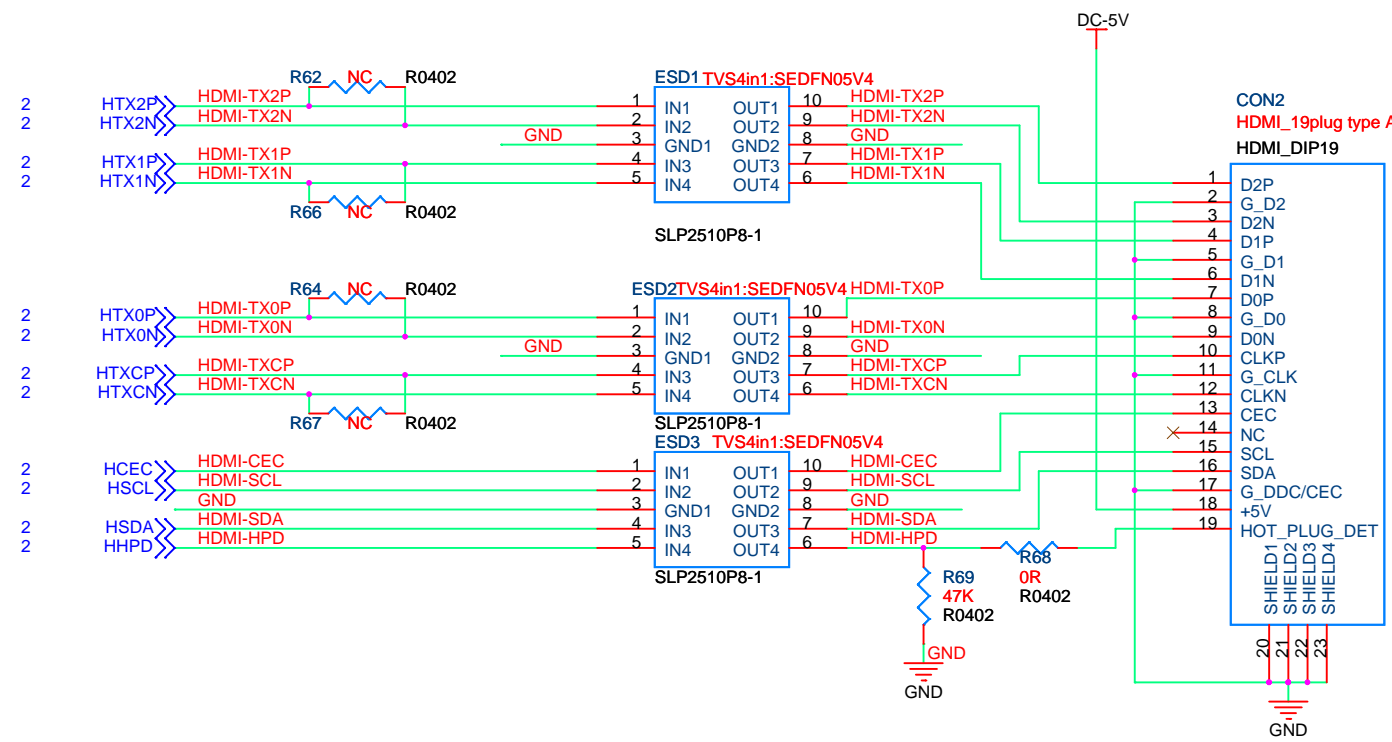 DC-5V
R62 NC R0402
ESD1 TVS4in1:SEDFN05V4
2 HTX2P HDMI-TX2P 1 IN1 OUT1 10 HDMI-TX2P
2 HTX2N HDMI-TX2N 2 IN2 OUT2 9 HDMI-TX2N
GND 3 GND1 GND2 8 GND
2 HTX1P HDMI-TX1P 4 IN3 OUT3 7 HDMI-TX1P
2 HTX1N HDMI-TX1N 5 IN4 OUT4 6 HDMI-TX1N
R66 NC R0402
SLP2510P8-1
R64 NC R0402
ESD2 TVS4in1:SEDFN05V4
2 HTX0P HDMI-TX0P 1 IN1 OUT1 10 HDMI-TX0P
2 HTX0N HDMI-TX0N 2 IN2 OUT2 9 HDMI-TX0N
GND 3 GND1 GND2 8 GND
2 HTXCP HDMI-TXCP 4 IN3 OUT3 7 HDMI-TXCP
2 HTXCN HDMI-TXCN 5 IN4 OUT4 6 HDMI-TXCN
R67 NC R0402
SLP2510P8-1
ESD3 TVS4in1:SEDFN05V4
2 HCEC HDMI-CEC 1 IN1 OUT1 10 HDMI-CEC
2 HSCL HDMI-SCL 2 IN2 OUT2 9 HDMI-SCL
GND 3 GND1 GND2 8 GND
2 HSDA HDMI-SDA 4 IN3 OUT3 7 HDMI-SDA
2 HHPD HDMI-HPD 5 IN4 OUT4 6 HDMI-HPD
SLP2510P8-1
R68
0R
R0402
R69
47K
R0402
GND
GND
CON2
HDMI_19plug type A
HDMI_DIP19
1 D2P
2 G_D2
3 D2N
4 D1P
5 G_D1
6 D1N
7 D0P
8 G_D0
9 D0N
10 CLKP
11 G_CLK
12 CLKN
13 CEC
14 NC
15 SCL
16 SDA
17 G_DDC/CEC
18 +5V
19 HOT_PLUG_DET
SHIELD1 SHIELD2 SHIELD3 SHIELD4
20 21 22 23
GND